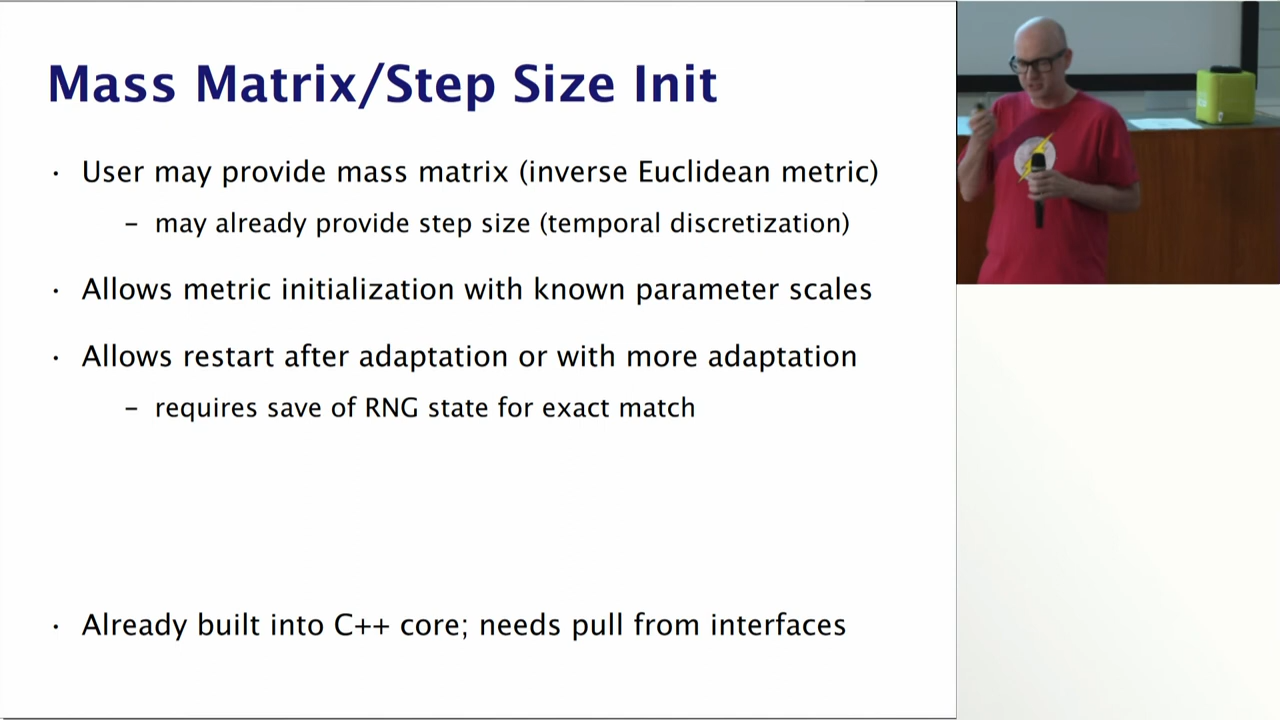 Mass Matrix/Step Size Init
· User may provide mass matrix (inverse Euclidean metric)
– may already provide step size (temporal discretization)
· Allows metric initialization with known parameter scales
· Allows restart after adaptation or with more adaptation
– requires save of RNG state for exact match
· Already built into C++ core; needs pull from interfaces